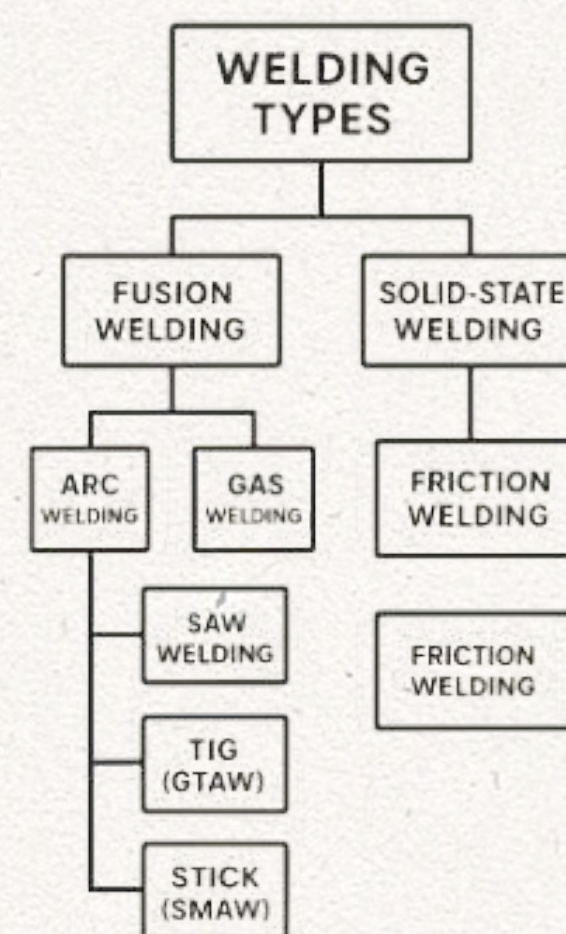 WELDING
TYPES
FUSION
WELDING
SOLID-STATE
WELDING
ARC
WELDING
GAS
WELDING
FRICTION
WELDING
SAW
WELDING
FRICTION
WELDING
TIG
(GTAW)
STICK
(SMAW)